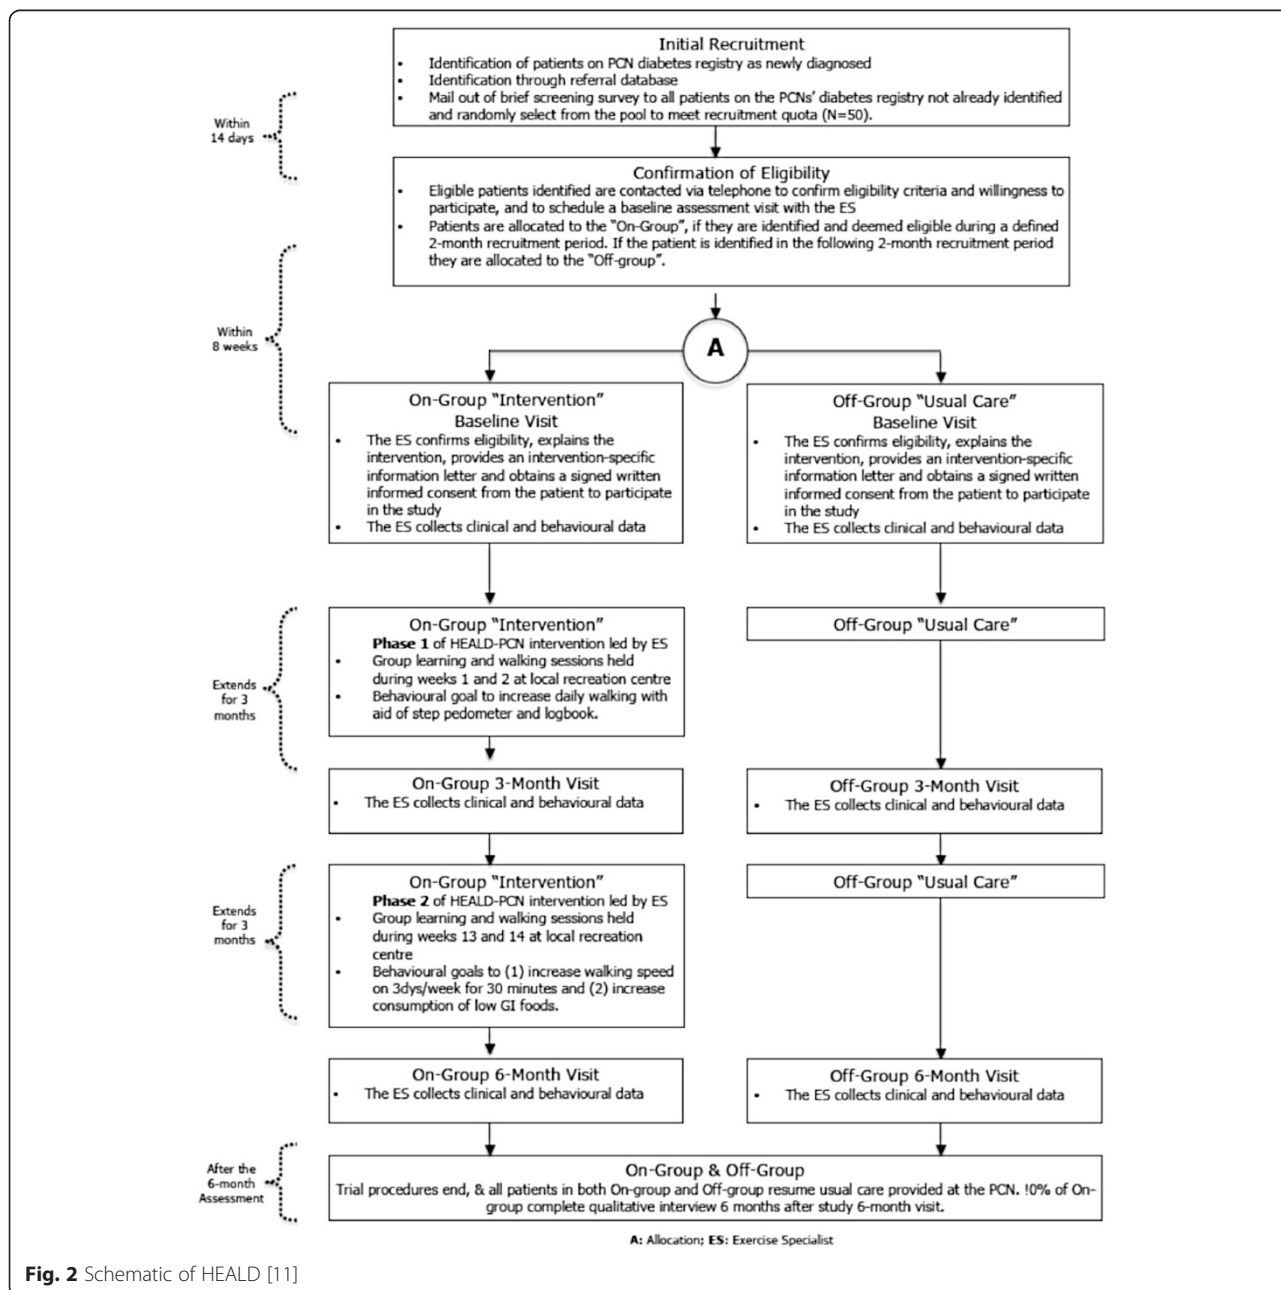 Initial Recruitment
• Identification of patients on PCN diabetes registry as newly diagnosed
• Identification through referral database
• Mail out of brief screening survey to all patients on the PCNs' diabetes registry not already identified
and randomly select from the pool to meet recruitment quota (N=50).
Within
14 days
Confirmation of Eligibility
• Eligible patients identified are contacted via telephone to confirm eligibility criteria and willingness to
participate, and to schedule a baseline assessment visit with the ES
• Patients are allocated to the "On-Group", if they are identified and deemed eligible during a defined
2-month recruitment period. If the patient is identified in the following 2-month recruitment period
they are allocated to the "Off-group".
Within
8 weeks
A
On-Group "Intervention"
Baseline Visit
• The ES confirms eligibility, explains the
intervention, provides an intervention-specific
information letter and obtains a signed written
informed consent from the patient to participate
in the study
• The ES collects clinical and behavioural data
Off-Group "Usual Care"
Baseline Visit
• The ES confirms eligibility, explains the
intervention, provides an intervention-specific
information letter and obtains a signed written
informed consent from the patient to participate
in the study
• The ES collects clinical and behavioural data
Extends
for 3
months
On-Group "Intervention"
Phase 1 of HEALD-PCN intervention led by ES
• Group learning and walking sessions held
during weeks 1 and 2 at local recreation centre
• Behavioural goal to increase daily walking with
aid of step pedometer and logbook.
Off-Group "Usual Care"
On-Group 3-Month Visit
• The ES collects clinical and behavioural data
Off-Group 3-Month Visit
• The ES collects clinical and behavioural data
Extends
for 3
months
On-Group "Intervention"
Phase 2 of HEALD-PCN intervention led by ES
• Group learning and walking sessions held
during weeks 13 and 14 at local recreation
centre
• Behavioural goals to (1) increase walking speed
on 3dys/week for 30 minutes and (2) increase
consumption of low GI foods.
Off-Group "Usual Care"
On-Group 6-Month Visit
• The ES collects clinical and behavioural data
Off-Group 6-Month Visit
• The ES collects clinical and behavioural data
After the
6-month
Assessment
On-Group & Off-Group
Trial procedures end, & all patients in both On-group and Off-group resume usual care provided at the PCN. !0% of On-
group complete qualitative interview 6 months after study 6-month visit.
A: Allocation; ES: Exercise Specialist
Fig. 2 Schematic of HEALD [11]